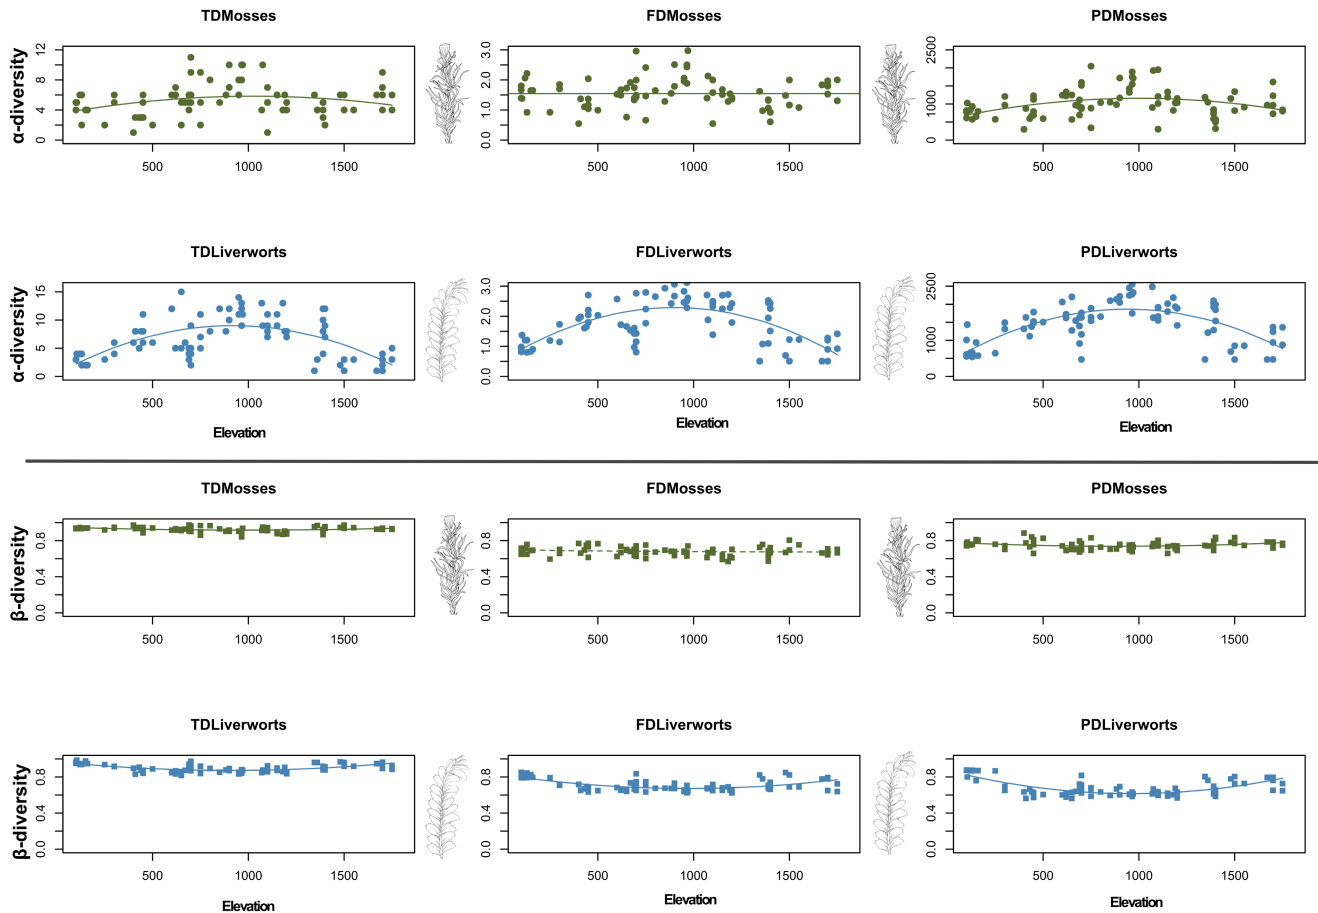 TDMosses FDMosses PDMosses
α-diversity
0 4 8 12
0.0 1.0 2.0 3.0
0 1000 2500
500 1000 1500 500 1000 1500 500 1000 1500
TDLiverworts FDLiverworts PDLiverworts
α-diversity
0 5 10 15
0.0 1.0 2.0 3.0
0 1000 2500
500 1000 1500 500 1000 1500 500 1000 1500
Elevation Elevation Elevation
TDMosses FDMosses PDMosses
β-diversity
0.0 0.4 0.8
0.0 0.4 0.8
0.0 0.4 0.8
500 1000 1500 500 1000 1500 500 1000 1500
TDLiverworts FDLiverworts PDLiverworts
β-diversity
0.0 0.4 0.8
0.0 0.4 0.8
0.0 0.4 0.8
500 1000 1500 500 1000 1500 500 1000 1500
Elevation Elevation Elevation